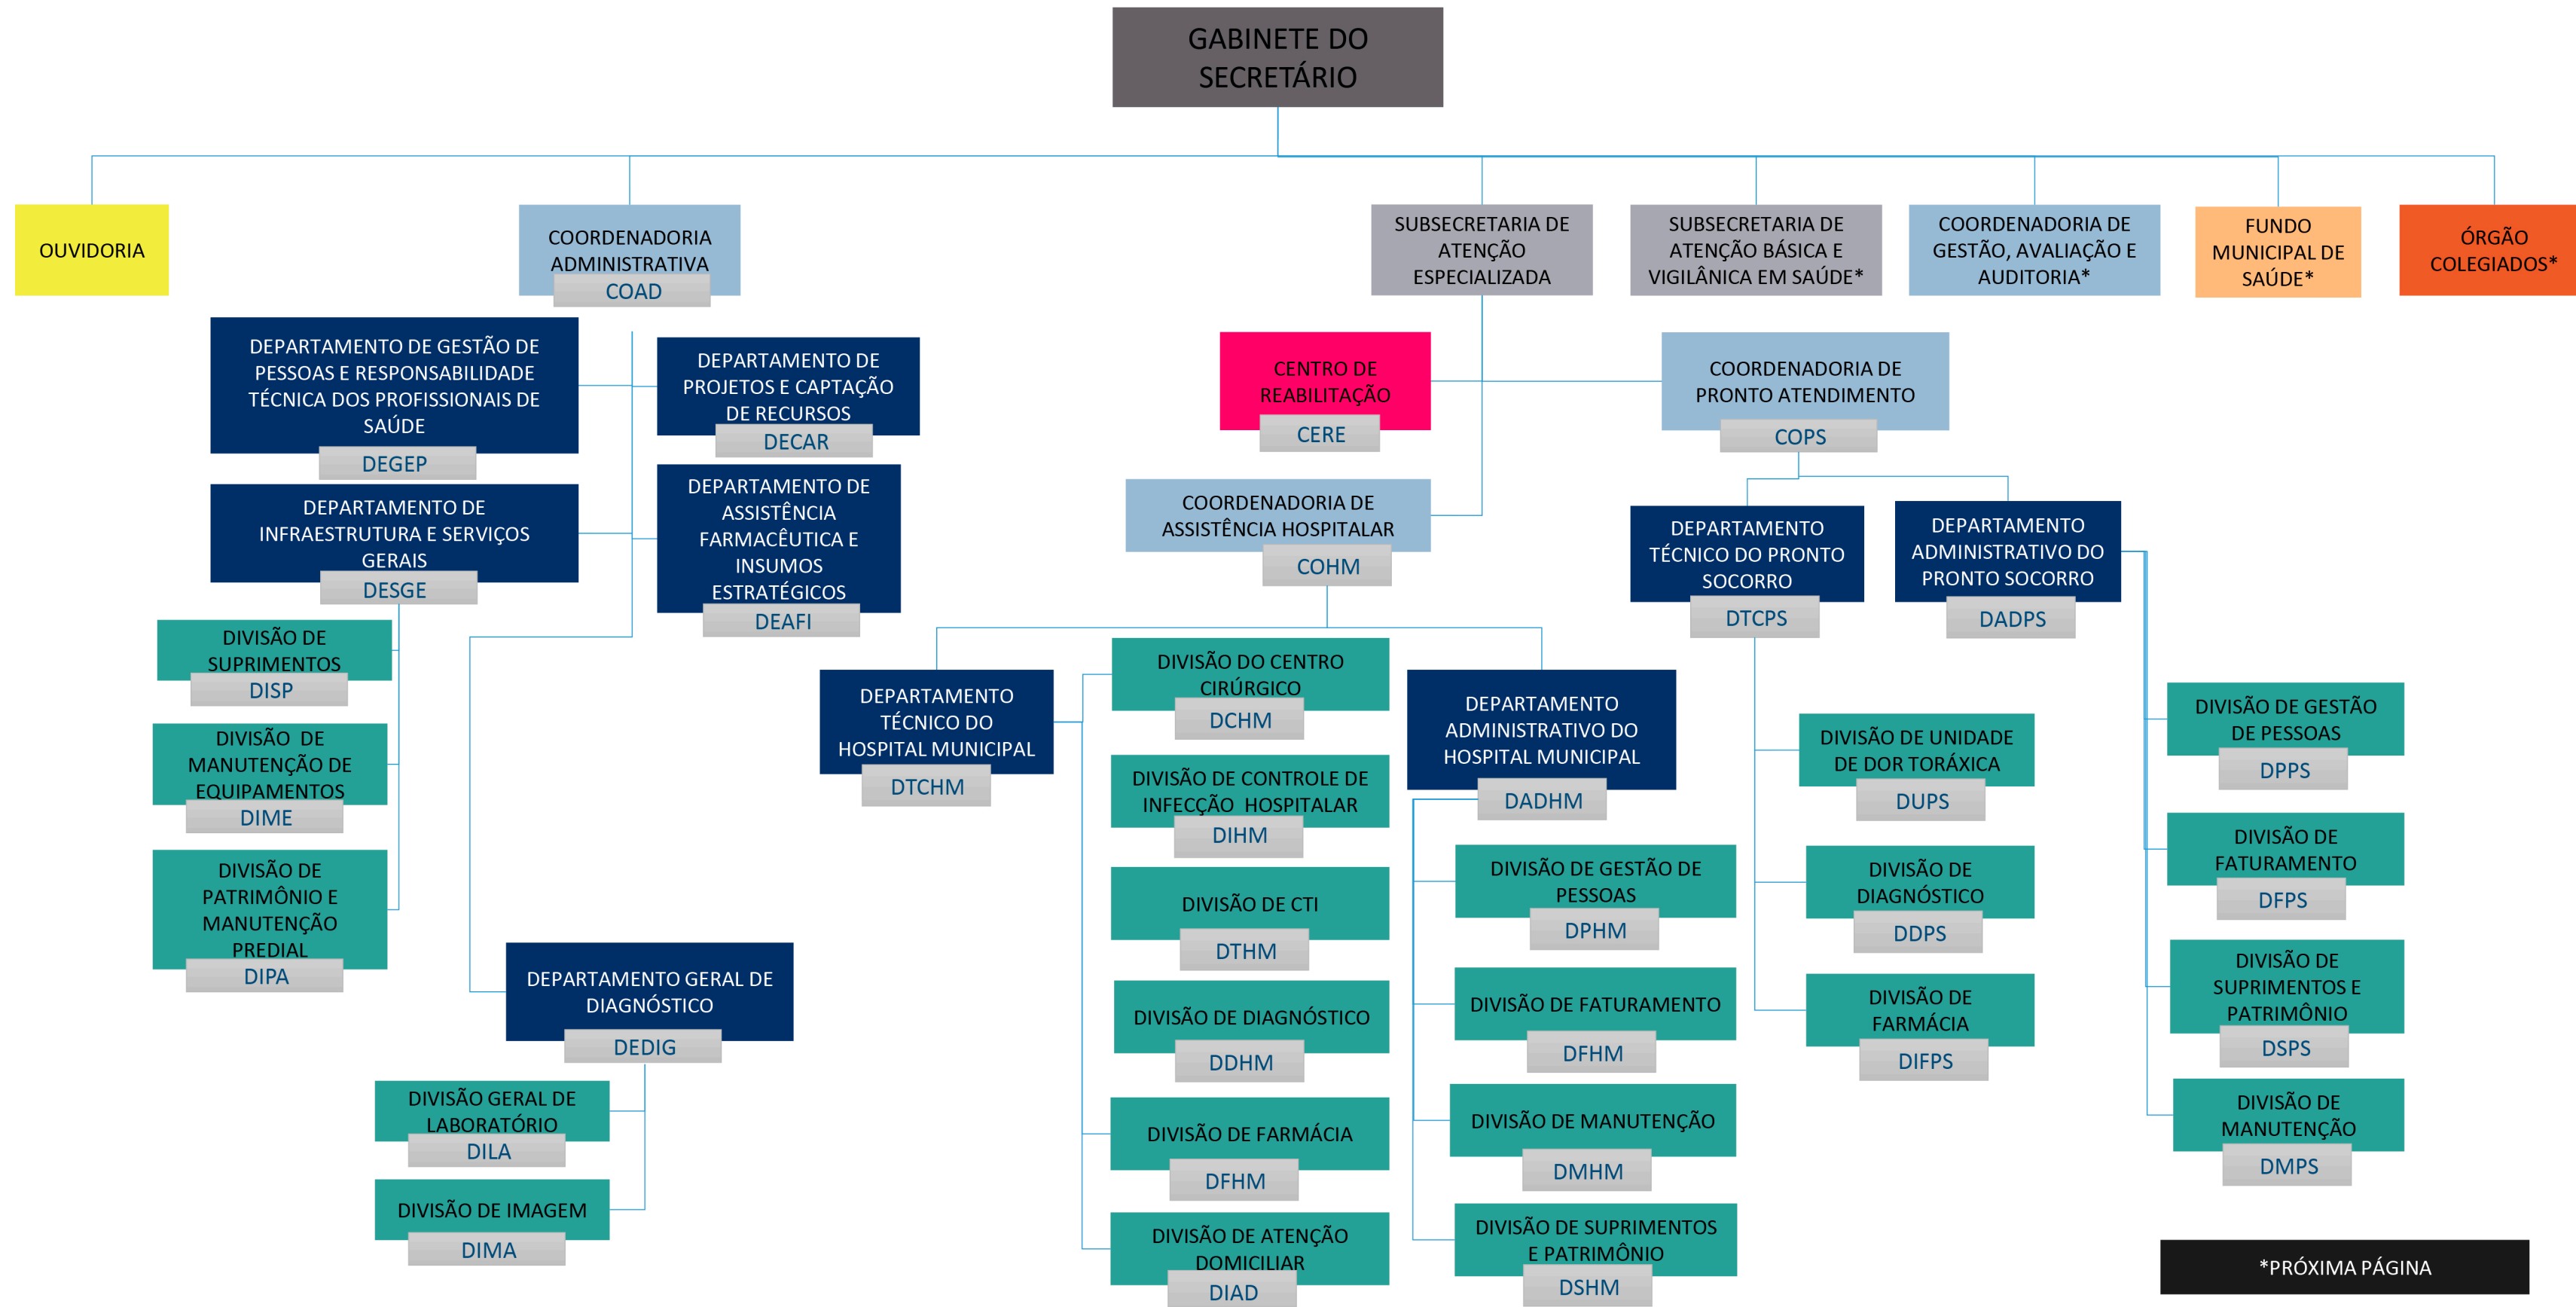 GABINETE DO
SECRETÁRIO
OUVIDORIA
COORDENADORIA
ADMINISTRATIVA
COAD
SUBSECRETARIA DE
ATENÇÃO
ESPECIALIZADA
SUBSECRETARIA DE
ATENÇÃO BÁSICA E
VIGILÂNICA EM SAÚDE*
COORDENADORIA DE
GESTÃO, AVALIAÇÃO E
AUDITORIA*
FUNDO
MUNICIPAL DE
SAÚDE*
ÓRGÃO
COLEGIADOS*
DEPARTAMENTO DE GESTÃO DE
PESSOAS E RESPONSABILIDADE
TÉCNICA DOS PROFISSIONAIS DE
SAÚDE
DEGEP
DEPARTAMENTO DE
PROJETOS E CAPTAÇÃO
DE RECURSOS
DECAR
DEPARTAMENTO DE
INFRAESTRUTURA E SERVIÇOS
GERAIS
DESGE
DEPARTAMENTO DE
ASSISTÊNCIA
FARMACÊUTICA E
INSUMOS
ESTRATÉGICOS
DEAFI
DIVISÃO DE
SUPRIMENTOS
DISP
DIVISÃO  DE
MANUTENÇÃO DE
EQUIPAMENTOS
DIME
DIVISÃO DE
PATRIMÔNIO E
MANUTENÇÃO
PREDIAL
DIPA
DEPARTAMENTO GERAL DE
DIAGNÓSTICO
DEDIG
DIVISÃO GERAL DE
LABORATÓRIO
DILA
DIVISÃO DE IMAGEM
DIMA
CENTRO DE
REABILITAÇÃO
CERE
COORDENADORIA DE
PRONTO ATENDIMENTO
COPS
COORDENADORIA DE
ASSISTÊNCIA HOSPITALAR
COHM
DEPARTAMENTO
TÉCNICO DO
HOSPITAL MUNICIPAL
DTCHM
DIVISÃO DO CENTRO
CIRÚRGICO
DCHM
DIVISÃO DE CONTROLE DE
INFECÇÃO  HOSPITALAR
DIHM
DIVISÃO DE CTI
DTHM
DIVISÃO DE DIAGNÓSTICO
DDHM
DIVISÃO DE FARMÁCIA
DFHM
DIVISÃO DE ATENÇÃO
DOMICILIAR
DIAD
DEPARTAMENTO
ADMINISTRATIVO DO
HOSPITAL MUNICIPAL
DADHM
DIVISÃO DE GESTÃO DE
PESSOAS
DPHM
DIVISÃO DE FATURAMENTO
DFHM
DIVISÃO DE MANUTENÇÃO
DMHM
DIVISÃO DE SUPRIMENTOS
E PATRIMÔNIO
DSHM
DEPARTAMENTO
TÉCNICO DO PRONTO
SOCORRO
DTCPS
DIVISÃO DE UNIDADE
DE DOR TORÁXICA
DUPS
DIVISÃO DE
DIAGNÓSTICO
DDPS
DIVISÃO DE
FARMÁCIA
DIFPS
DEPARTAMENTO
ADMINISTRATIVO DO
PRONTO SOCORRO
DADPS
DIVISÃO DE GESTÃO
DE PESSOAS
DPPS
DIVISÃO DE
FATURAMENTO
DFPS
DIVISÃO DE
SUPRIMENTOS E
PATRIMÔNIO
DSPS
DIVISÃO DE
MANUTENÇÃO
DMPS
*PRÓXIMA PÁGINA